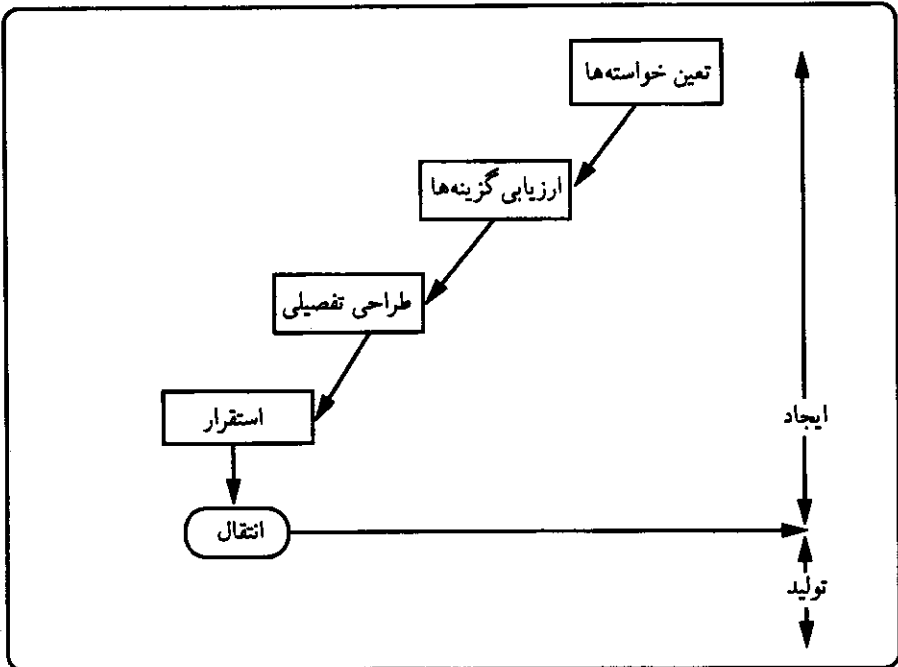 تعین خواسته‌ها
ارزیابی گزینه‌ها
طراحی تفصیلی
استقرار
ایجاد
انتقال
تولید